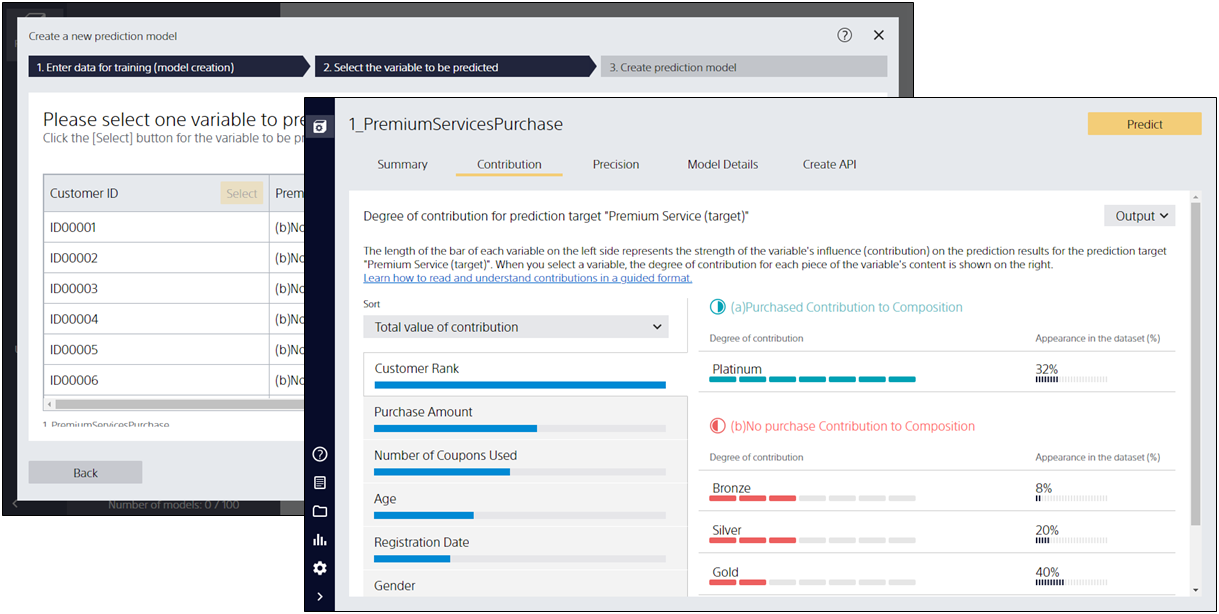 Create a new prediction model
1. Enter data for training (model creation)
2. Select the variable to be predicted
3. Create prediction model
Please select one variable to pre
Click the [Select] button for the variable to be pr
Customer ID Select Prem
ID00001 (b)No
ID00002 (b)No
ID00003 (b)No
ID00004 (b)No
ID00005 (b)No
ID00006 (b)No
1_PremiumServicesPurchase
Back
Number of models: 0 / 100
1_PremiumServicesPurchase
Predict
Summary Contribution Precision Model Details Create API
Degree of contribution for prediction target "Premium Service (target)"
Output
The length of the bar of each variable on the left side represents the strength of the variable's influence (contribution) on the prediction results for the prediction target
"Premium Service (target)". When you select a variable, the degree of contribution for each piece of the variable's content is shown on the right.
Learn how to read and understand contributions in a guided format.
Sort
Total value of contribution
Customer Rank
Purchase Amount
Number of Coupons Used
Age
Registration Date
Gender
(a)Purchased Contribution to Composition
Degree of contribution Appearance in the dataset (%)
Platinum 32%
(b)No purchase Contribution to Composition
Degree of contribution Appearance in the dataset (%)
Bronze 8%
Silver 20%
Gold 40%